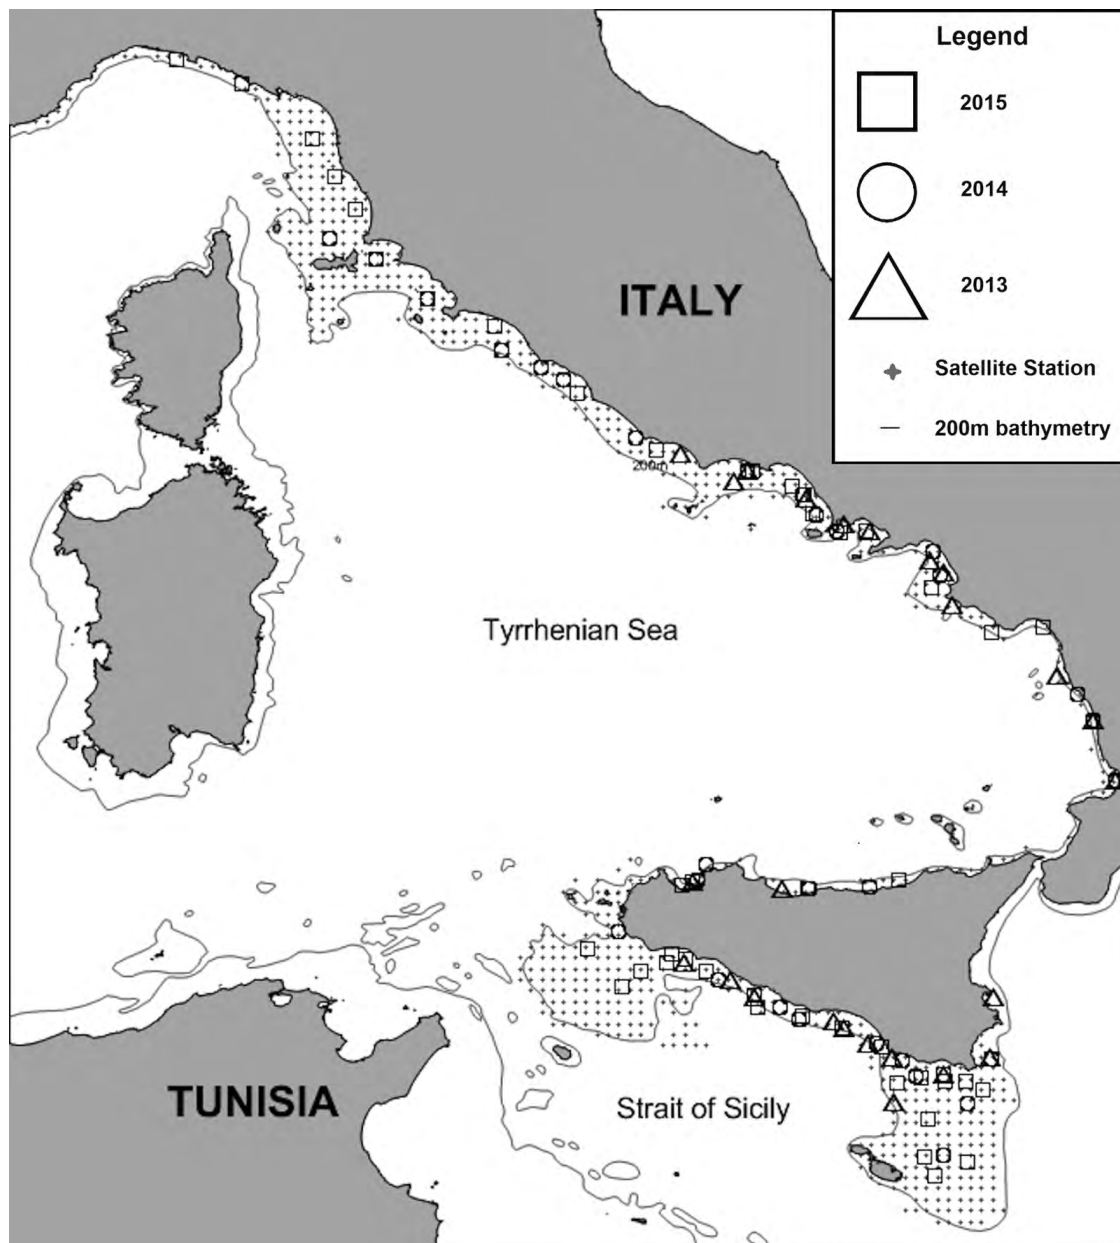 Legend
2015
2014
2013
Satellite Station
200m bathymetry
ITALY
200m
Tyrrhenian Sea
TUNISIA
Strait of Sicily